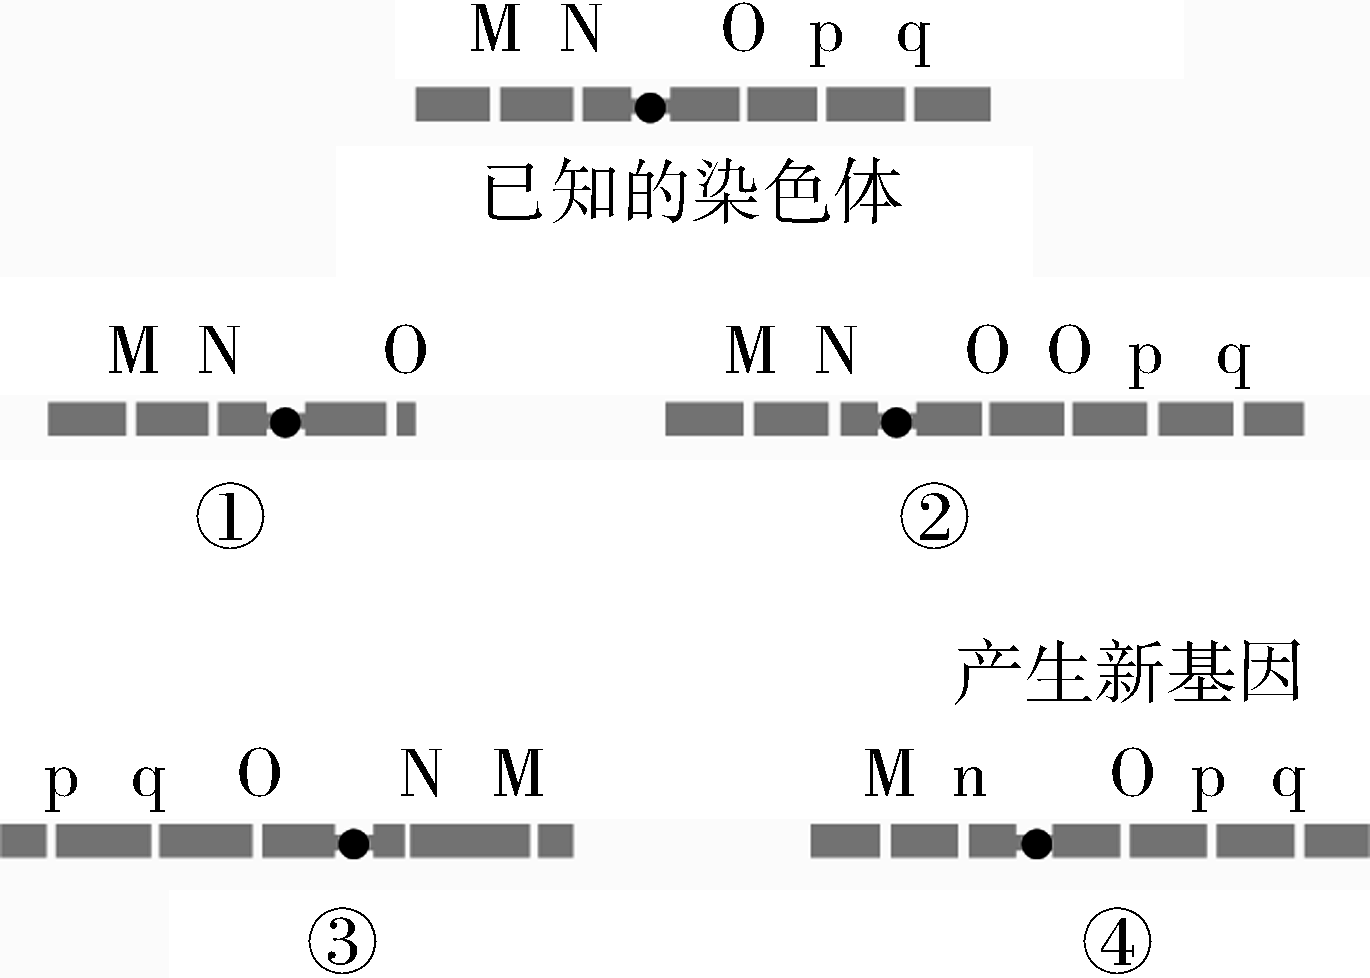 M N O p q
已知的染色体
M N O
M N O O p q
① ②
产生新基因
p q O N M
M n O p q
③ ④